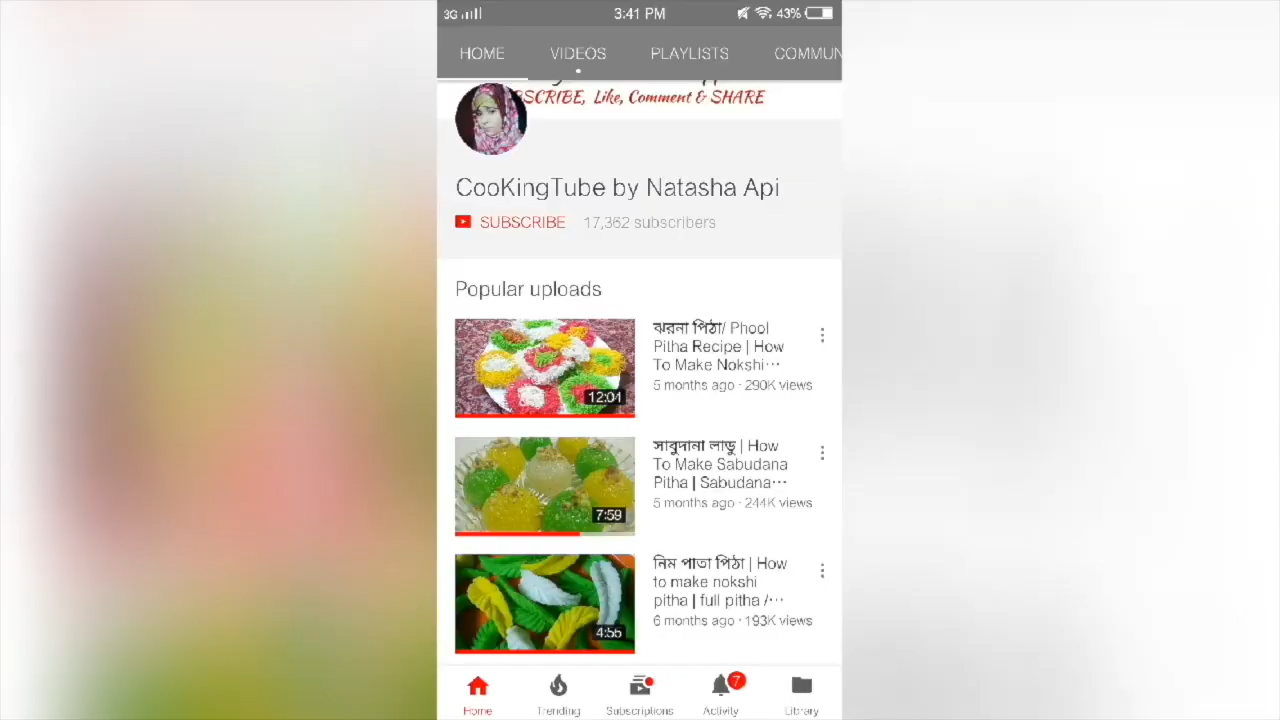 3G 3:41 PM 43%
HOME VIDEOS PLAYLISTS COMMUN
SCRIBE, Like, Comment & SHARE
CooKingTube by Natasha Api
SUBSCRIBE 17,362 subscribers
Popular uploads
ঝরনা পিঠা/ Phool
Pitha Recipe | How
To Make Nokshi...
5 months ago · 290K views
12:04
সাবুদানা লাড্ডু | How
To Make Sabudana
Pitha | Sabudana...
5 months ago · 244K views
7:59
নিম পাতা পিঠা | How
to make nokshi
pitha | full pitha /...
6 months ago · 193K views
4:55
7
Home Trending Subscriptions Activity Library